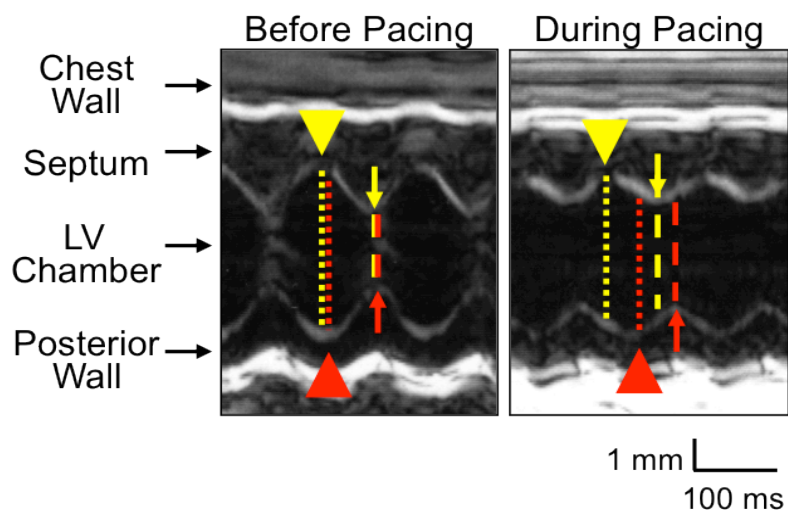 Before Pacing
During Pacing
Chest
Wall
Septum
LV
Chamber
Posterior
Wall
1 mm
100 ms